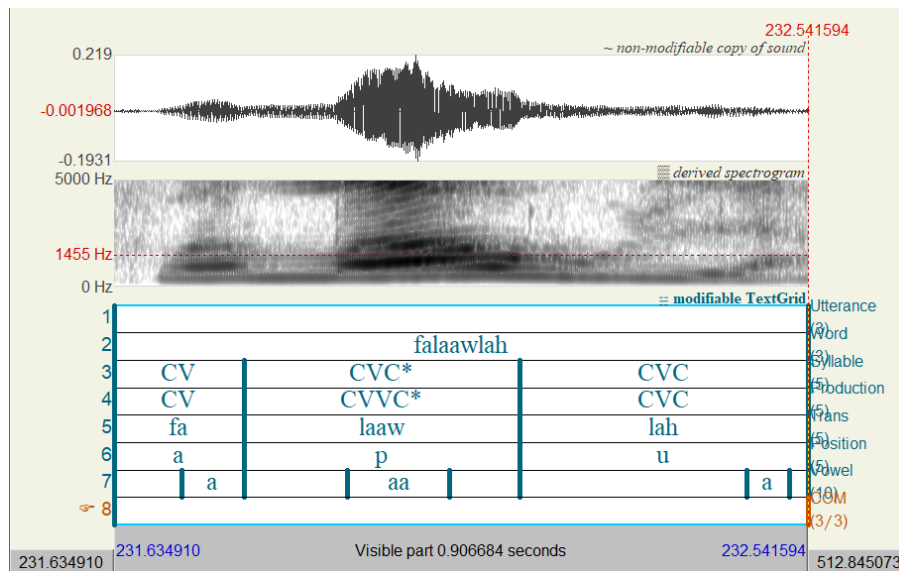 232.541594
0.219
~ non-modifiable copy of sound
-0.001968
-0.1931
5000 Hz
derived spectrogram
1455 Hz
0 Hz
modifiable TextGrid
1
Utterance
(3)
2 falaawlah
Word
(3)
3 CV CVC* CVC
Syllable
(5)
4 CV CVVC* CVC
Production
(5)
5 fa laaw lah
Trans
(5)
6 a p u
Position
(5)
7 a aa a
Vowel
(10)
8
COM
(3/3)
231.634910 Visible part 0.906684 seconds 232.541594
231.634910 512.845073